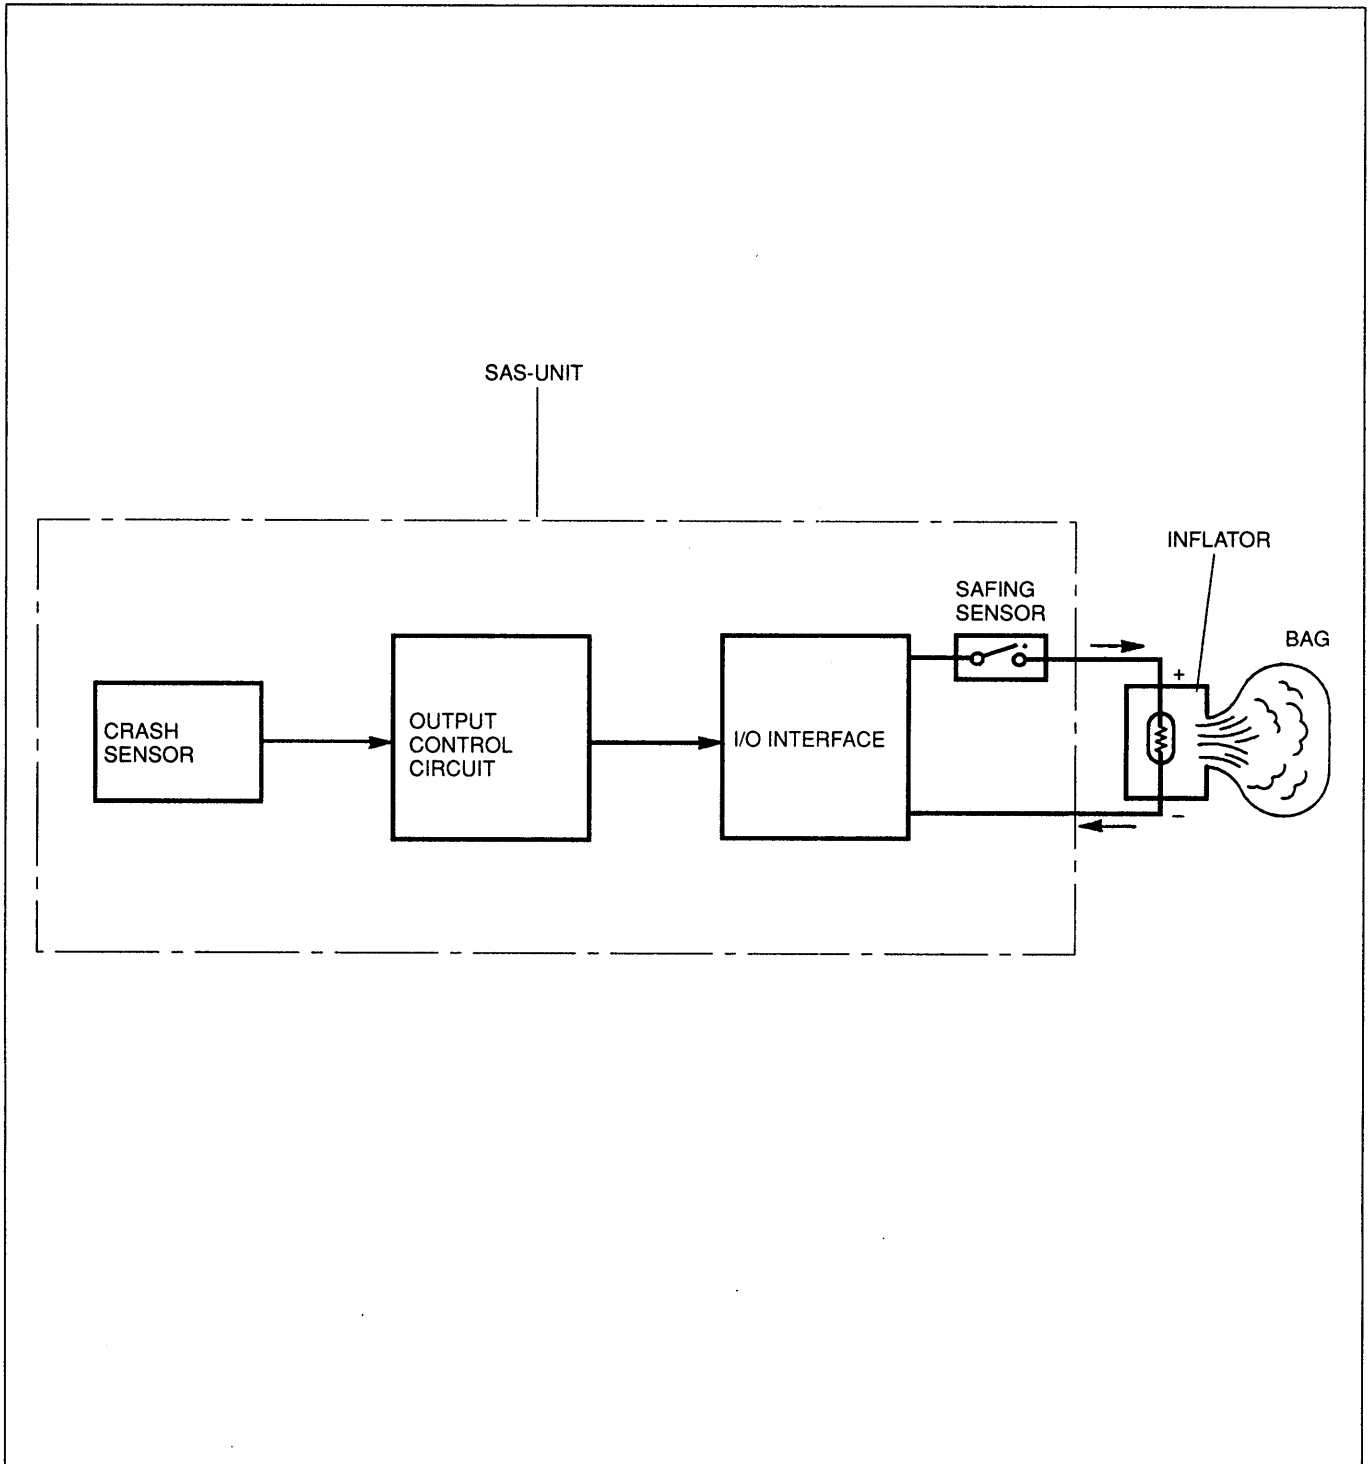 SAS-UNIT
INFLATOR
SAFING
SENSOR
BAG
+
CRASH
SENSOR
OUTPUT
CONTROL
CIRCUIT
I/O INTERFACE
−